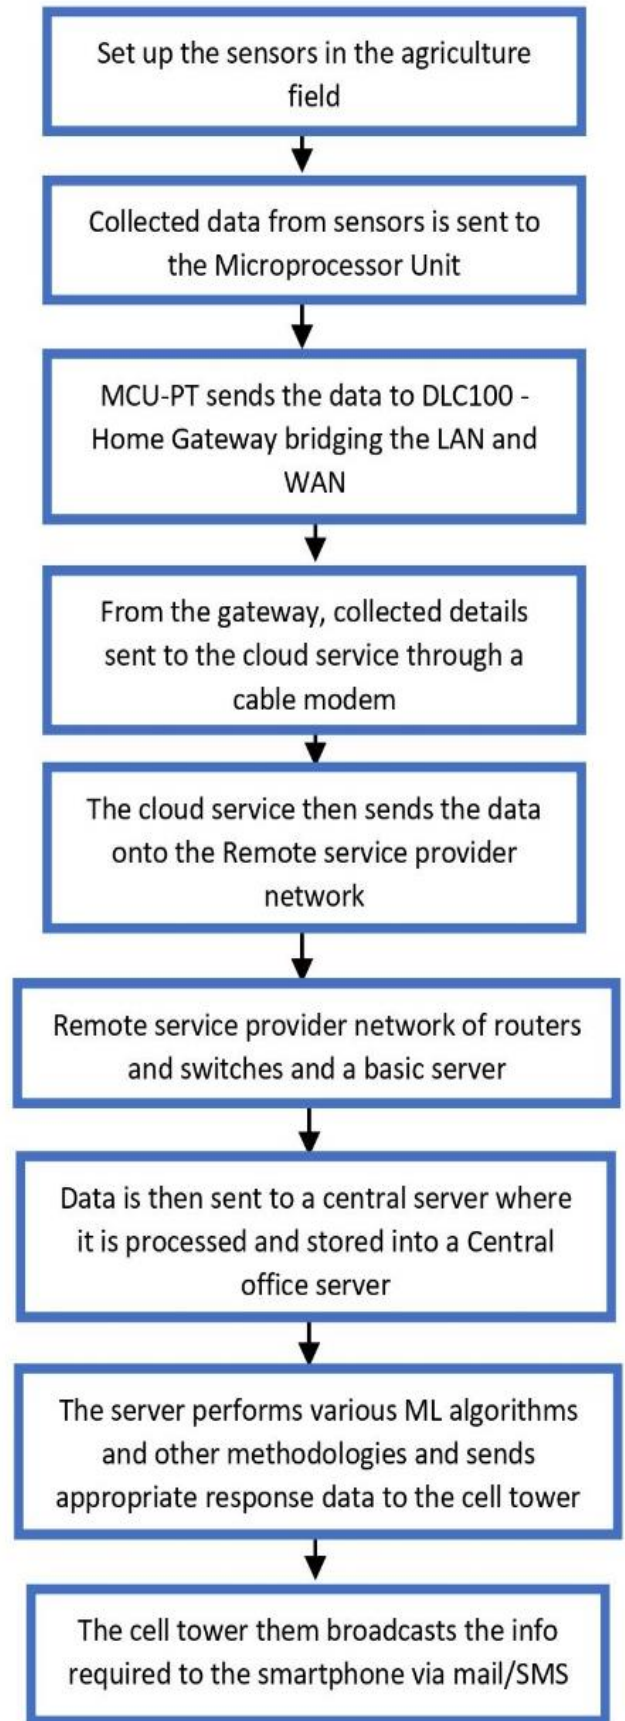 Set up the sensors in the agriculture
field
Collected data from sensors is sent to
the Microprocessor Unit
MCU-PT sends the data to DLC100 -
Home Gateway bridging the LAN and
WAN
From the gateway, collected details
sent to the cloud service through a
cable modem
The cloud service then sends the data
onto the Remote service provider
network
Remote service provider network of routers
and switches and a basic server
Data is then sent to a central server where
it is processed and stored into a Central
office server
The server performs various ML algorithms
and other methodologies and sends
appropriate response data to the cell tower
The cell tower them broadcasts the info
required to the smartphone via mail/SMS